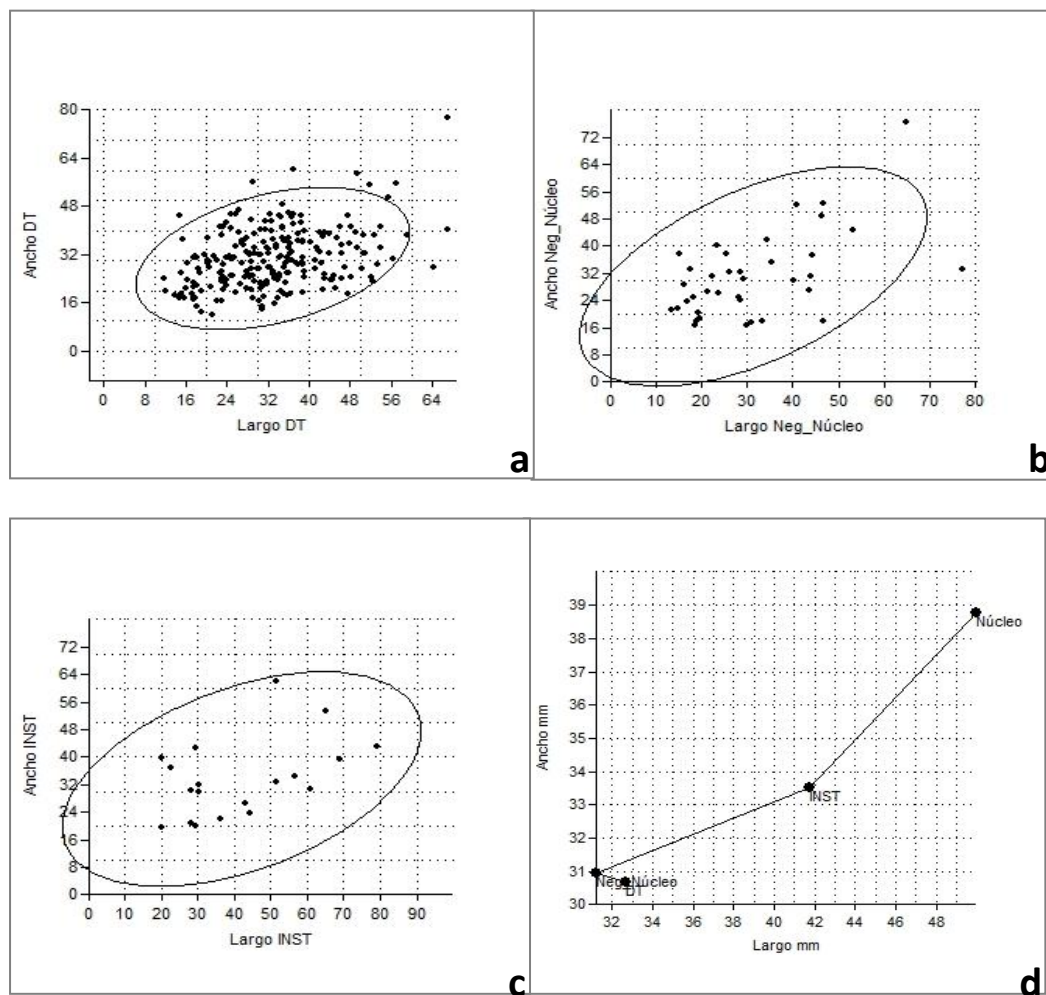 80
64
48
32
16
0
Ancho DT
0 8 16 24 32 40 48 56 64
Largo DT
a
72
64
56
48
40
32
24
16
8
0
Ancho Neg_Núcleo
0 10 20 30 40 50 60 70 80
Largo Neg_Núcleo
b
72
64
56
48
40
32
24
16
8
0
Ancho INST
0 10 20 30 40 50 60 70 80 90
Largo INST
c
39
38
37
36
35
34
33
32
31
30
Ancho mm
Núcleo
INST
Neg_Núcleo
DT
32 34 36 38 40 42 44 46 48
Largo mm
d